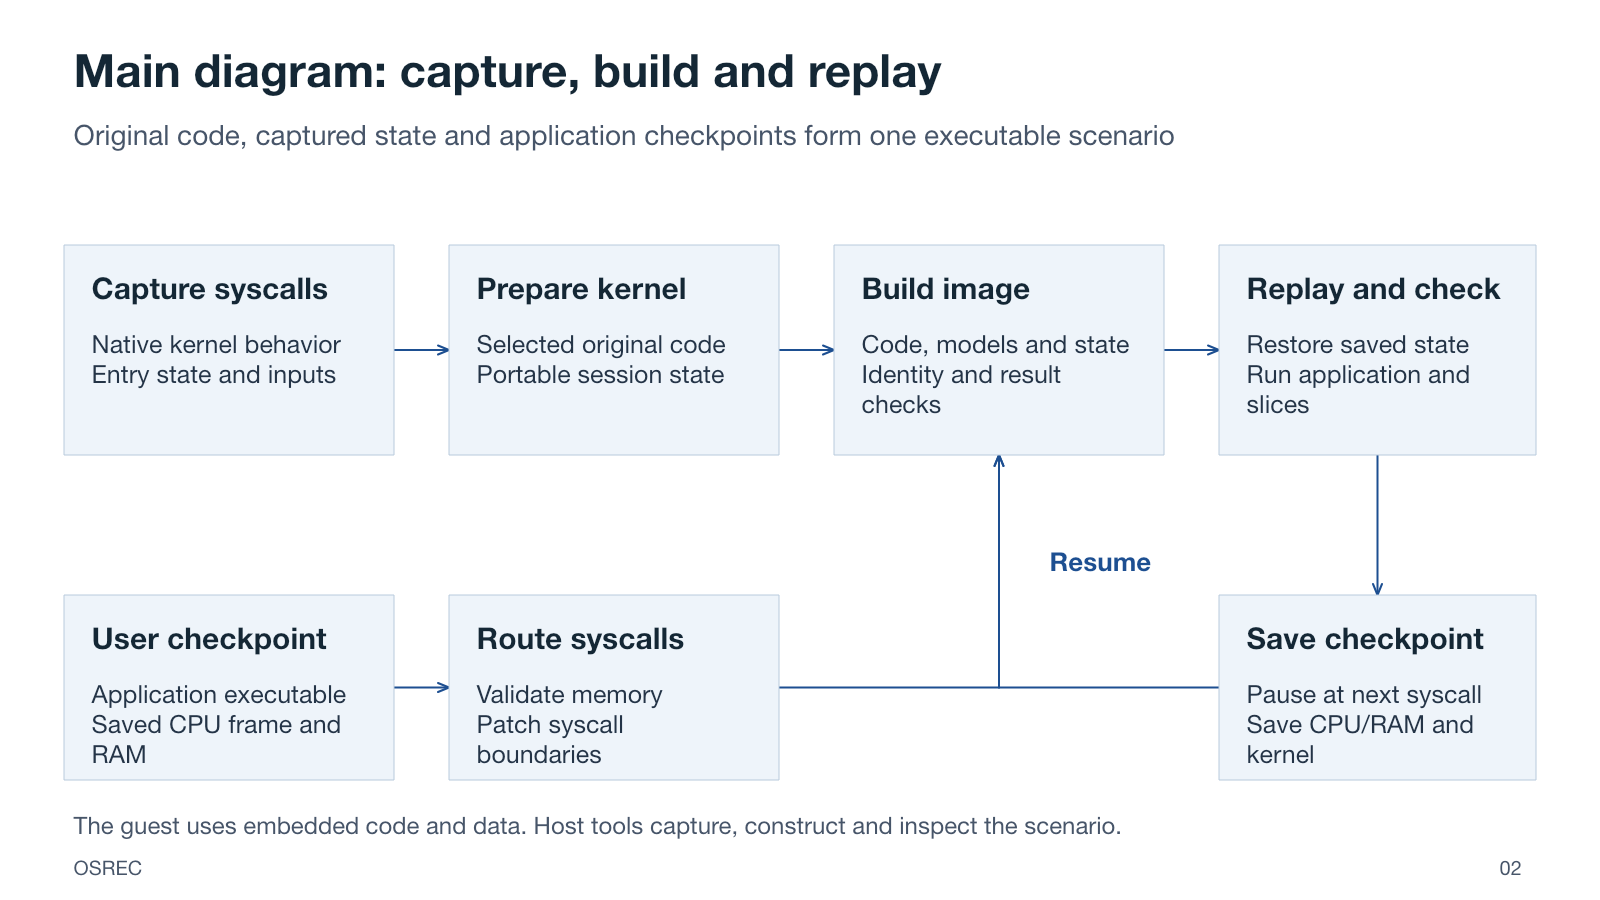 Main diagram: capture, build and replay
Original code, captured state and application checkpoints form one executable scenario
Capture syscalls
Native kernel behavior
Entry state and inputs
Prepare kernel
Selected original code
Portable session state
Build image
Code, models and state
Identity and result
checks
Replay and check
Restore saved state
Run application and
slices
Resume
User checkpoint
Application executable
Saved CPU frame and
RAM
Route syscalls
Validate memory
Patch syscall
boundaries
Save checkpoint
Pause at next syscall
Save CPU/RAM and
kernel
The guest uses embedded code and data. Host tools capture, construct and inspect the scenario.
OSREC
02